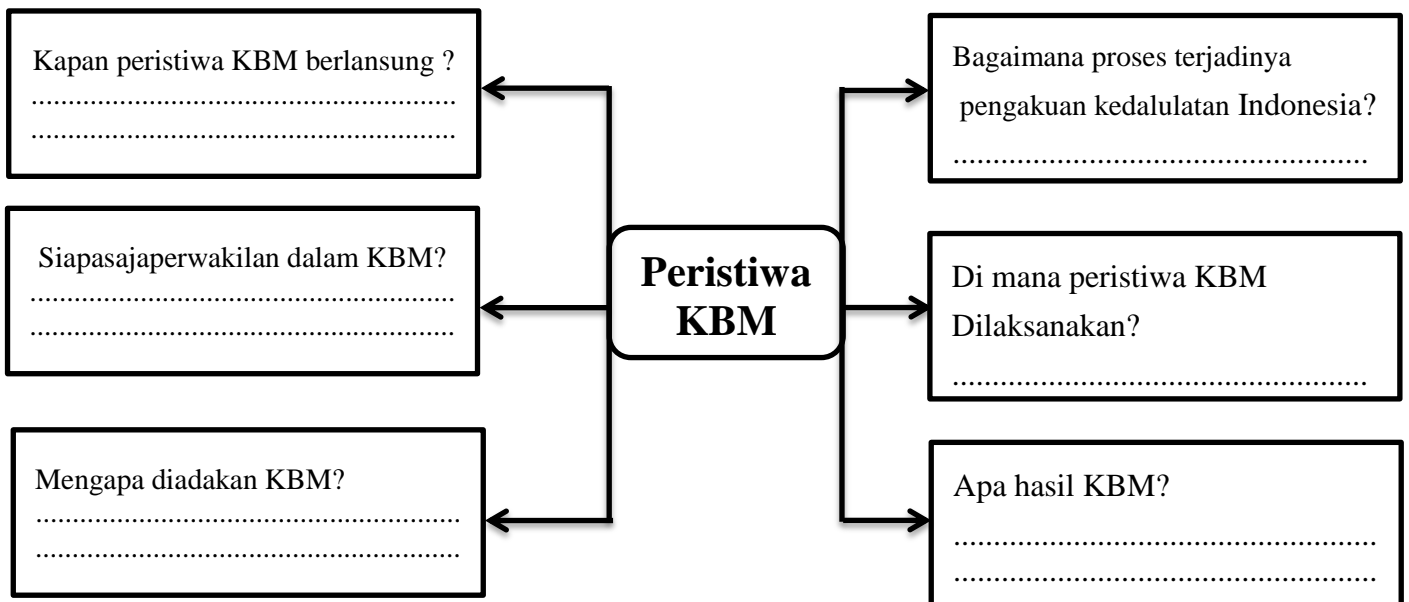 Kapan peristiwa KBM berlansung ?
.........................................................
.........................................................
Siapasajaperwakilan dalam KBM?
.........................................................
.........................................................
Mengapa diadakan KBM?
.........................................................
.........................................................
Peristiwa
KBM
Bagaimana proses terjadinya
pengakuan kedalulatan Indonesia?
....................................................
Di mana peristiwa KBM
Dilaksanakan?
....................................................
Apa hasil KBM?
.....................................................
.....................................................